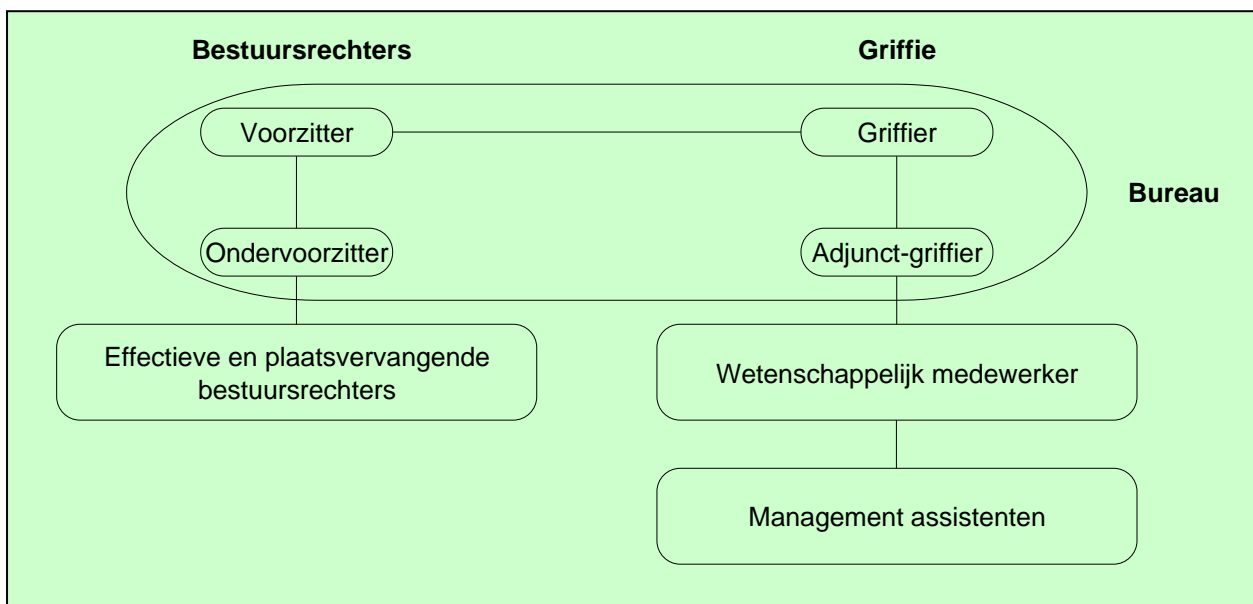 Bestuursrechters
Griffie
Voorzitter
Griffier
Bureau
Ondervoorzitter
Adjunct-griffier
Effectieve en plaatsvervangende
bestuursrechters
Wetenschappelijk medewerker
Management assistenten